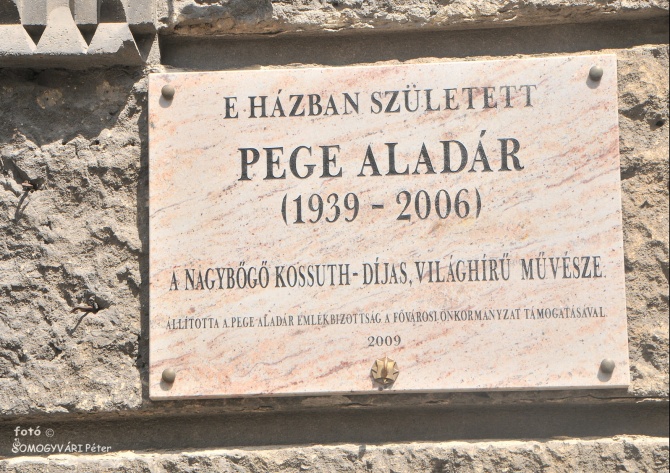 E HÁZBAN SZÜLETETT
PEGE ALADÁR
(1939 - 2006)
A NAGYBŐGŐ KOSSUTH-DÍJAS, VILÁGHÍRŰ MŰVÉSZE
ÁLLÍTOTTA A PEGE ALADÁR EMLÉKBIZOTTSÁG A FŐVÁROSI ÖNKORMÁNYZAT TÁMOGATÁSÁVAL
2009
fotó ©
SOMOGYVÁRI Péter